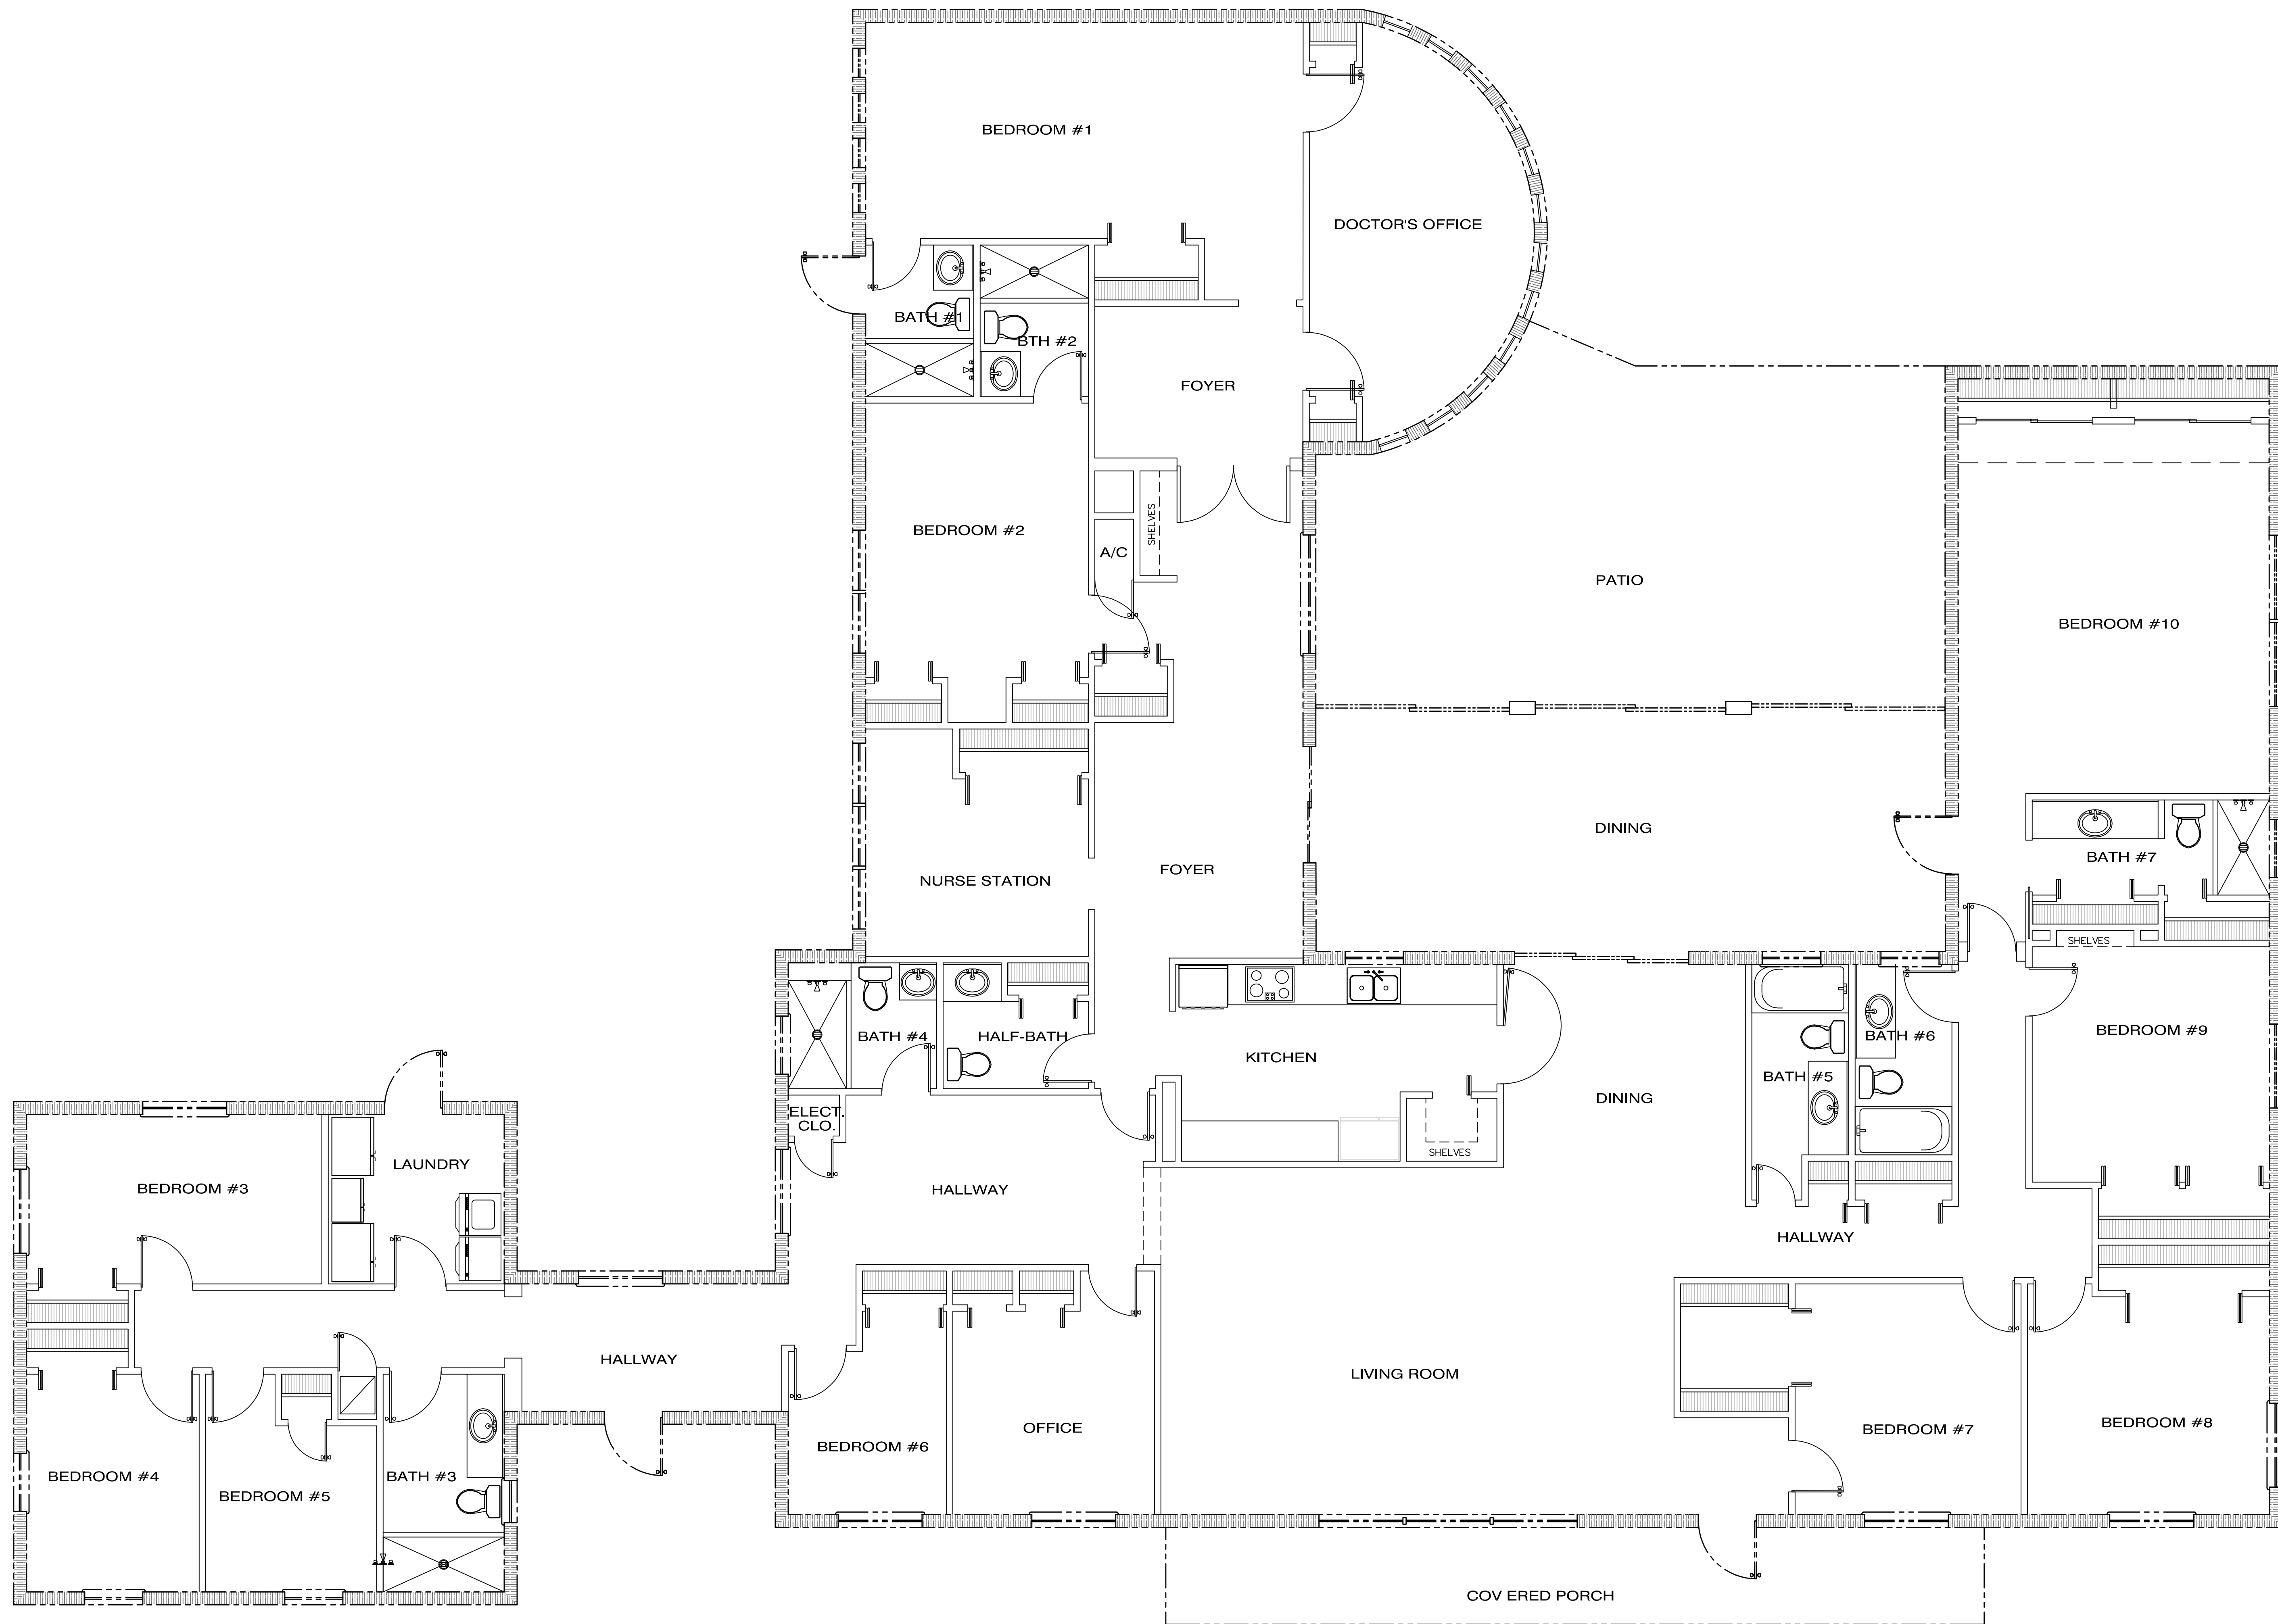 BEDROOM #1
DOCTOR'S OFFICE
BATH #1
BTH #2
FOYER
BEDROOM #2
SHELVES
A/C
PATIO
BEDROOM #10
DINING
BATH #7
NURSE STATION
FOYER
SHELVES
BATH #4
HALF-BATH
KITCHEN
BATH #6
BEDROOM #9
BATH #5
DINING
ELECT.
CLO.
SHELVES
LAUNDRY
BEDROOM #3
HALLWAY
HALLWAY
HALLWAY
LIVING ROOM
BEDROOM #8
OFFICE
BEDROOM #7
BEDROOM #6
BEDROOM #4
BATH #3
BEDROOM #5
COV ERED PORCH